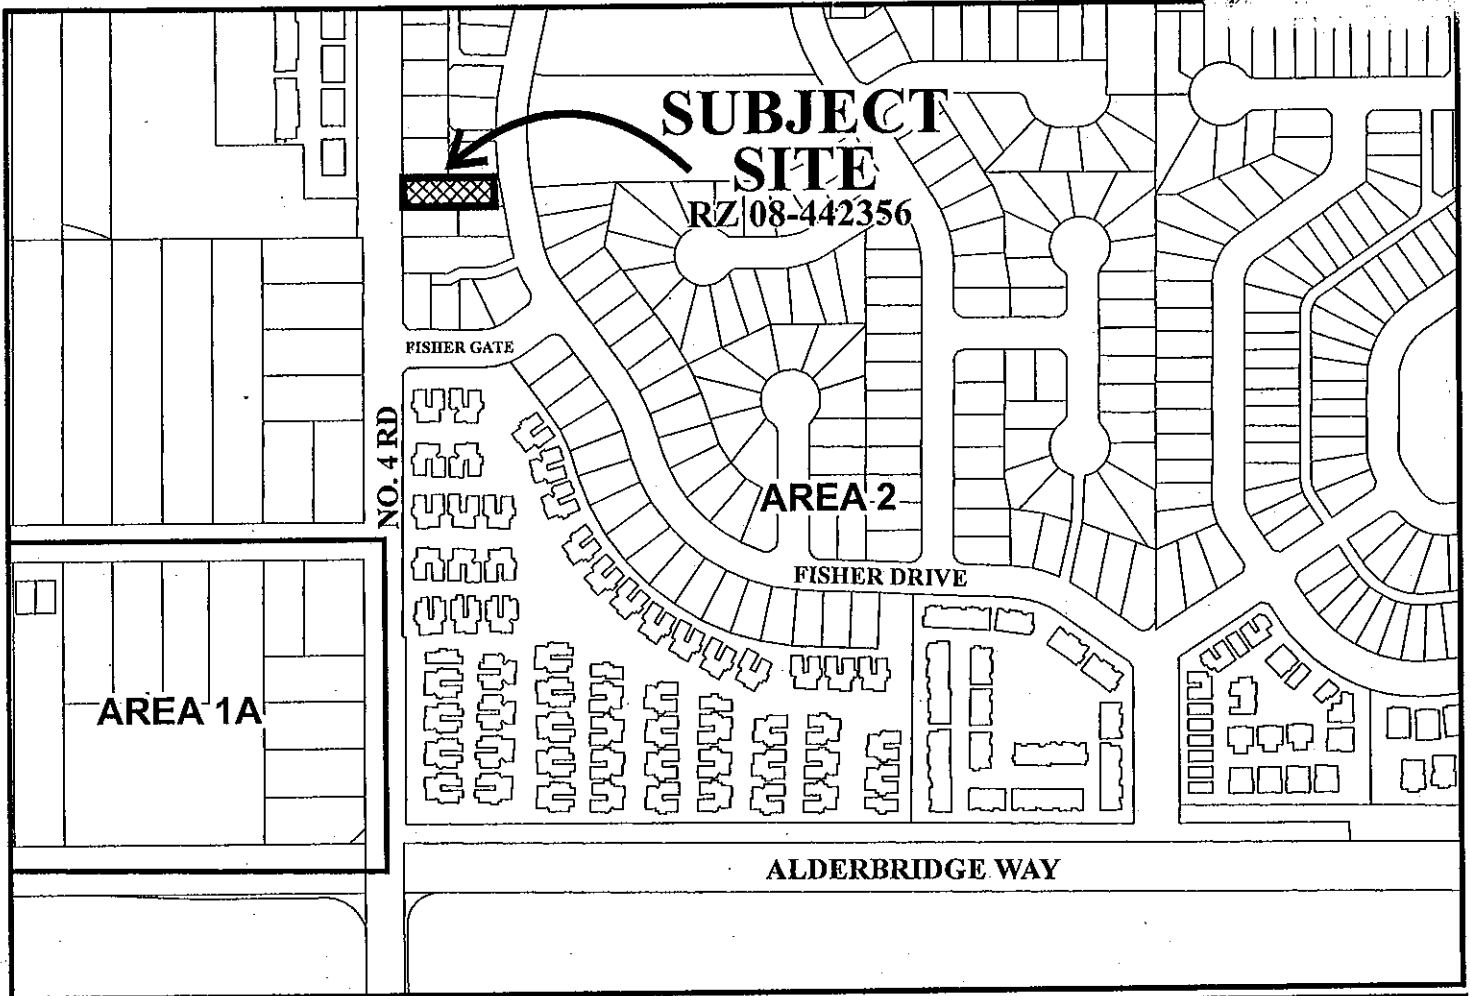 SUBJECT
SITE
RZ 08-442356
FISHER GATE
NO. 4 RD
AREA 2
FISHER DRIVE
AREA 1A
ALDERBRIDGE WAY